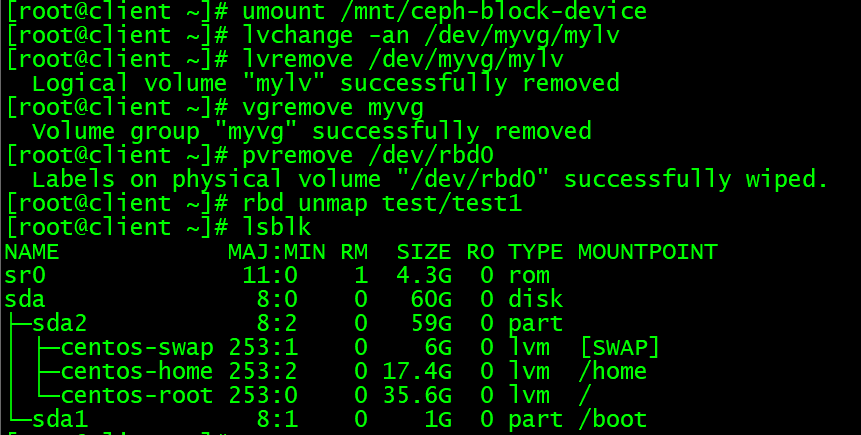 [root@client ~]# umount /mnt/ceph-block-device
[root@client ~]# lvchange -an /dev/myvg/mylv
[root@client ~]# lvremove /dev/myvg/mylv
  Logical volume "mylv" successfully removed
[root@client ~]# vgremove myvg
  Volume group "myvg" successfully removed
[root@client ~]# pvremove /dev/rbd0
  Labels on physical volume "/dev/rbd0" successfully wiped.
[root@client ~]# rbd unmap test/test1
[root@client ~]# lsblk
NAME            MAJ:MIN RM  SIZE RO TYPE MOUNTPOINT
sr0              11:0    1  4.3G  0 rom
sda               8:0    0   60G  0 disk
├─sda2            8:2    0   59G  0 part
│ ├─centos-swap 253:1    0    6G  0 lvm  [SWAP]
│ ├─centos-home 253:2    0 17.4G  0 lvm  /home
│ └─centos-root 253:0    0 35.6G  0 lvm  /
└─sda1            8:1    0    1G  0 part /boot